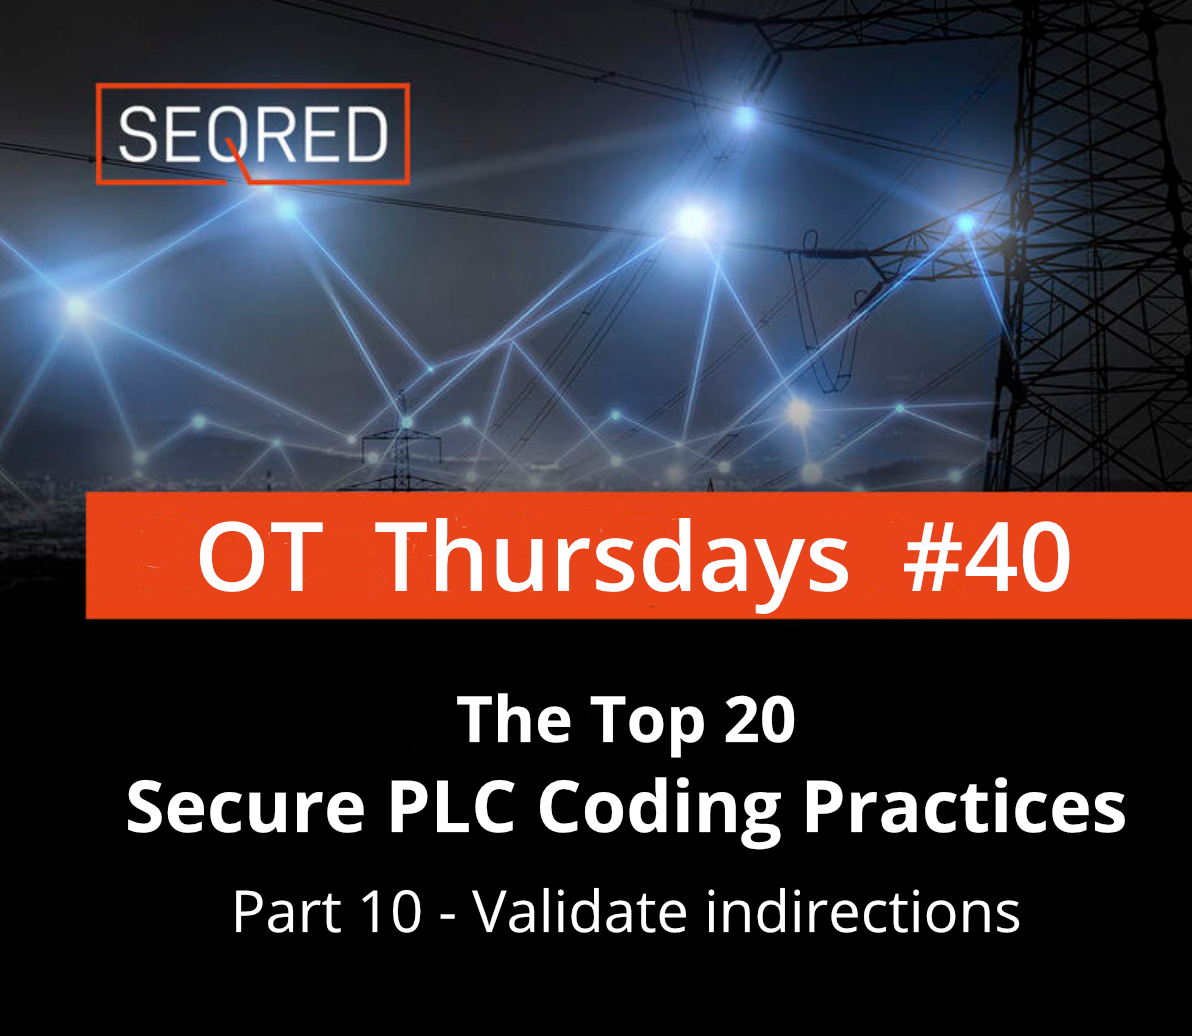 SEQRED
OT Thursdays #40
The Top 20
Secure PLC Coding Practices
Part 10 - Validate indirections